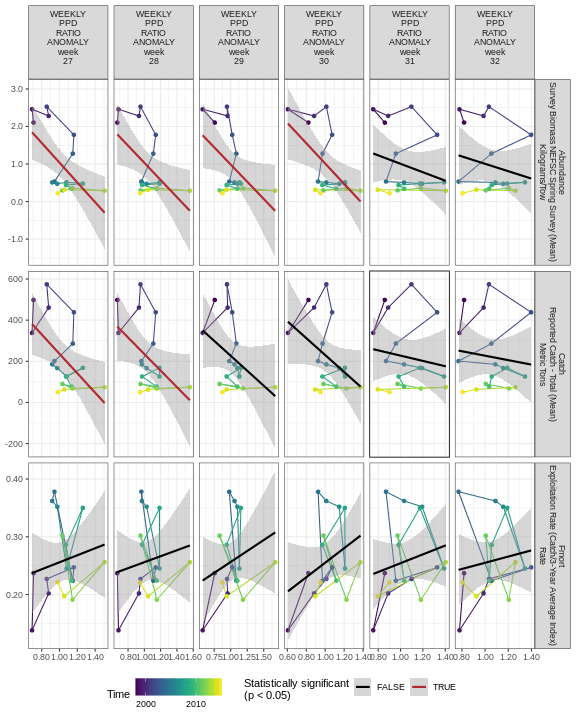 WEEKLY PPD RATIO ANOMALY week 27
WEEKLY PPD RATIO ANOMALY week 28
WEEKLY PPD RATIO ANOMALY week 29
WEEKLY PPD RATIO ANOMALY week 30
WEEKLY PPD RATIO ANOMALY week 31
WEEKLY PPD RATIO ANOMALY week 32
3.0
2.0
1.0
0.0
-1.0
Abundance
Survey Biomass NEFSC Spring Survey (Mean)
Kilograms/Tow
600
400
200
0
-200
Catch
Reported Catch - Total (Mean)
Metric Tons
0.40
0.30
0.20
Fmort
Exploitation Rate (Catch/3-Year Average Index)
Rate
0.80 1.00 1.20 1.40
0.80 1.00 1.20 1.40 1.60
0.75 1.00 1.25 1.50
0.60 0.80 1.00 1.20 1.40
0.80 1.00 1.20 1.40
0.80 1.00 1.20 1.40
Time
2000 2010
Statistically significant
(p < 0.05)
FALSE
TRUE